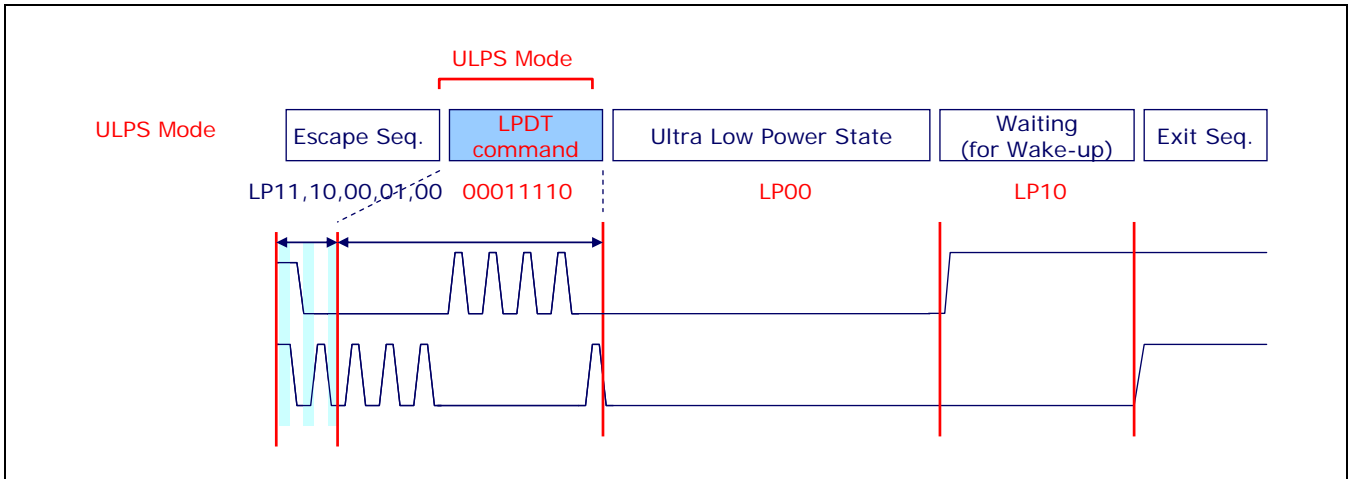 ULPS Mode
ULPS Mode
Escape Seq.
LPDT
command
Ultra Low Power State
Waiting
(for Wake-up)
Exit Seq.
LP11,10,00,01,00
00011110
LP00
LP10